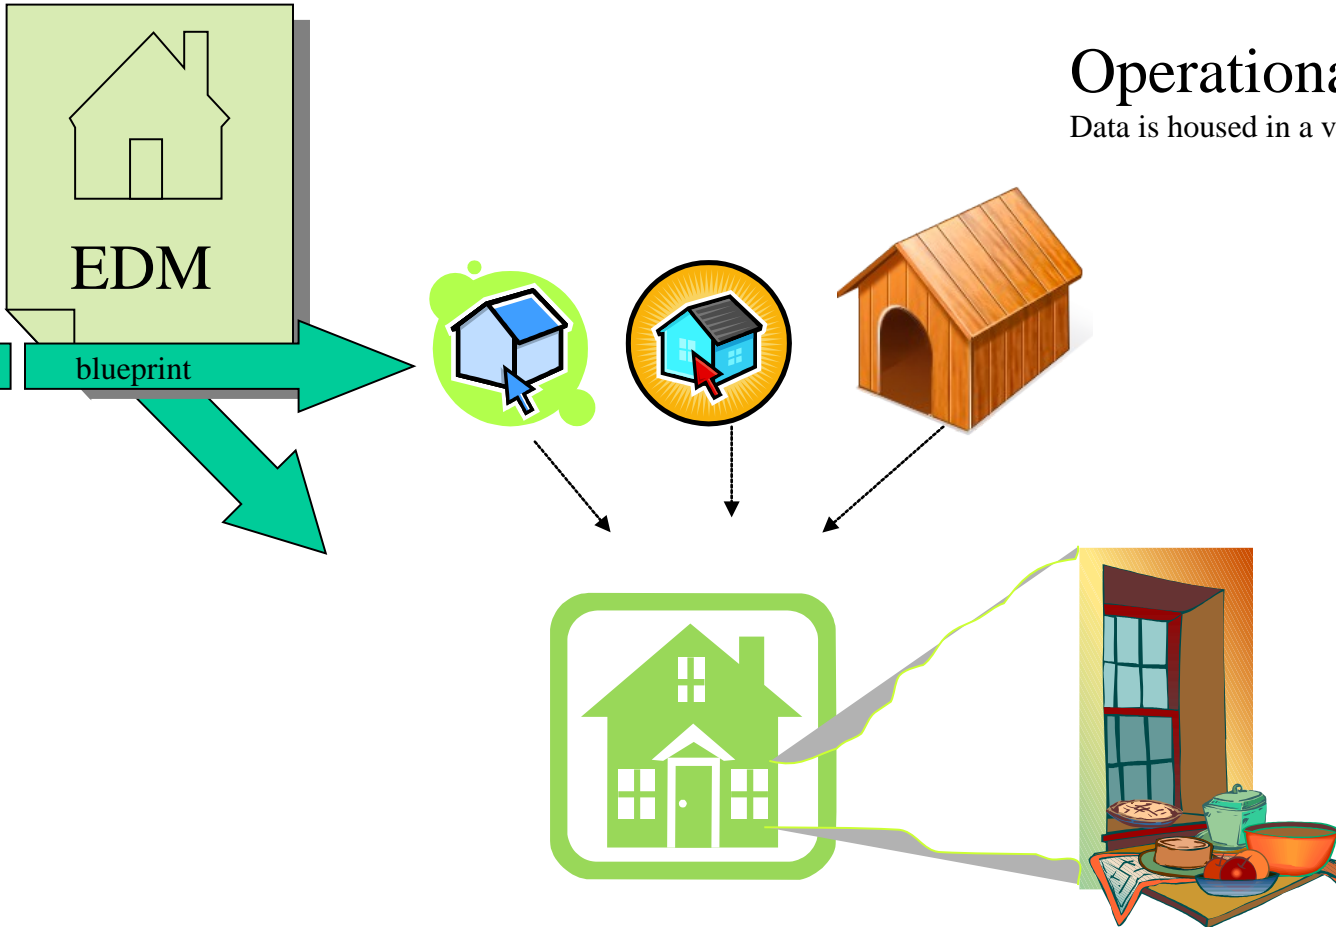 Operationa
Data is housed in a v
EDM
blueprint